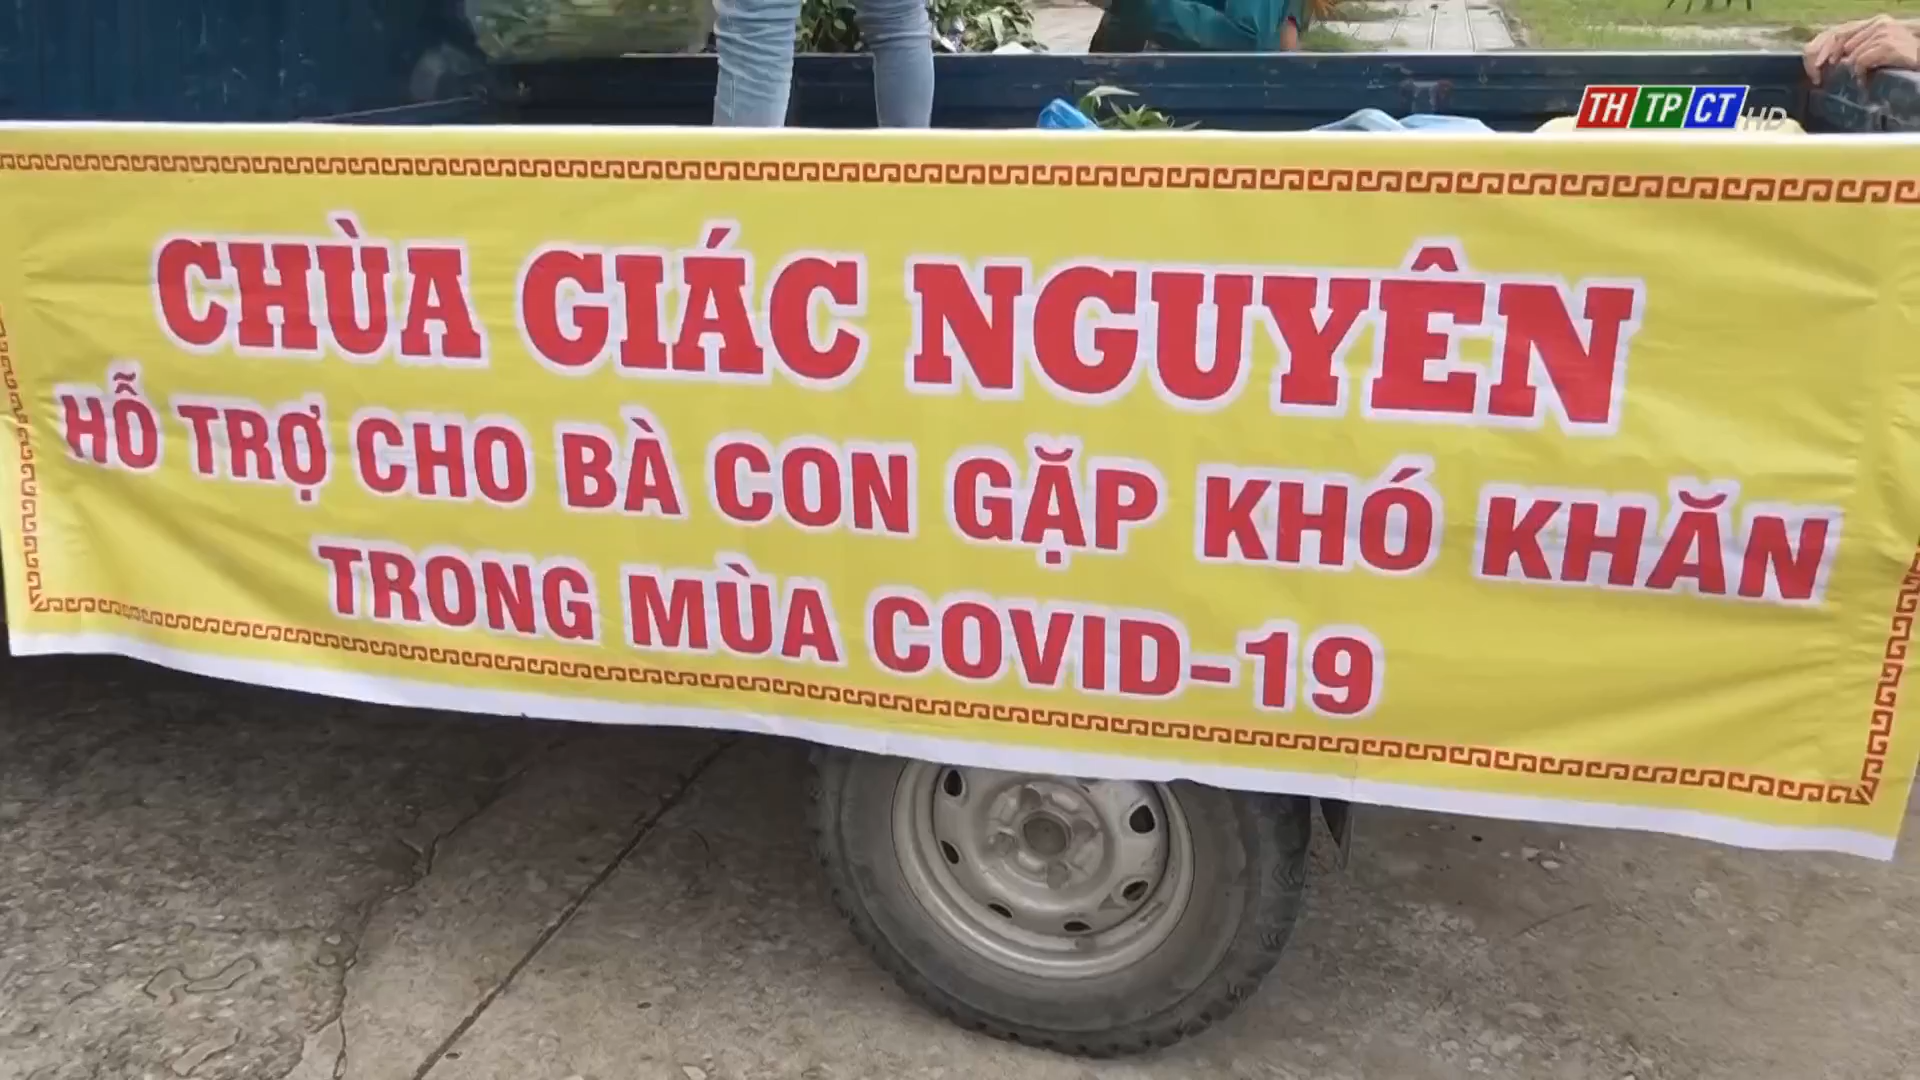 THTPCT HD
CHÙA GIÁC NGUYÊN
HỖ TRỢ CHO BÀ CON GẶP KHÓ KHĂN
TRONG MÙA COVID-19